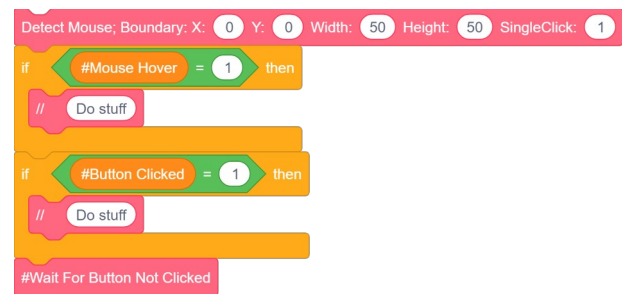 Detect Mouse; Boundary: X: 0 Y: 0 Width: 50 Height: 50 SingleClick: 1
if #Mouse Hover = 1 then
// Do stuff
if #Button Clicked = 1 then
// Do stuff
#Wait For Button Not Clicked